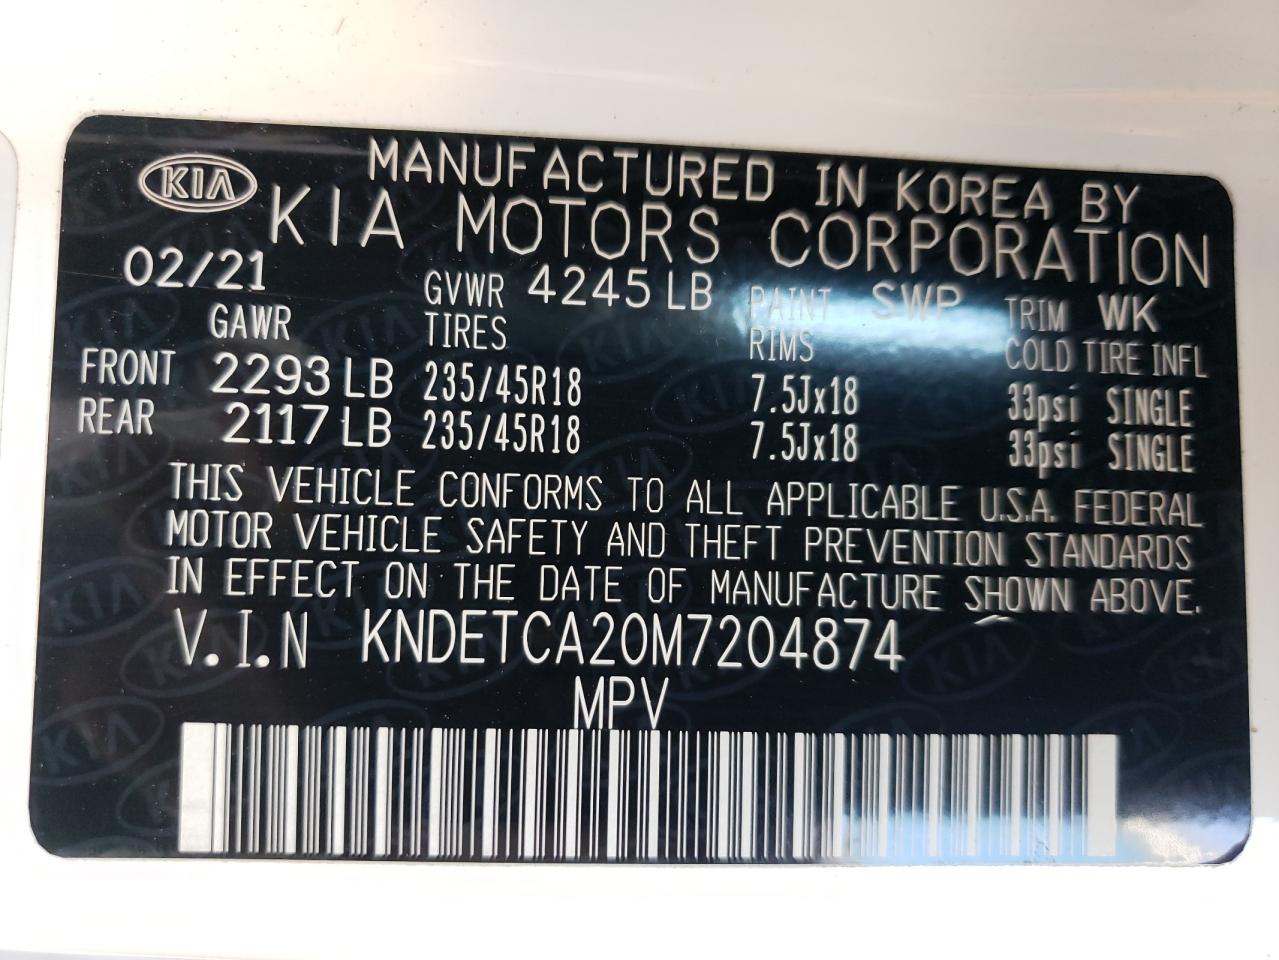 KIA MANUFACTURED IN KOREA BY
KIA MOTORS CORPORATION
02/21 GVWR 4245 LB PAINT SWP TRIM WK
GAWR TIRES RIMS COLD TIRE INFL
FRONT 2293 LB 235/45R18 7.5Jx18 33psi SINGLE
REAR 2117 LB 235/45R18 7.5Jx18 33psi SINGLE
THIS VEHICLE CONFORMS TO ALL APPLICABLE U.S.A. FEDERAL
MOTOR VEHICLE SAFETY AND THEFT PREVENTION STANDARDS
IN EFFECT ON THE DATE OF MANUFACTURE SHOWN ABOVE.
V.I.N KNDETCA20M7204874
MPV